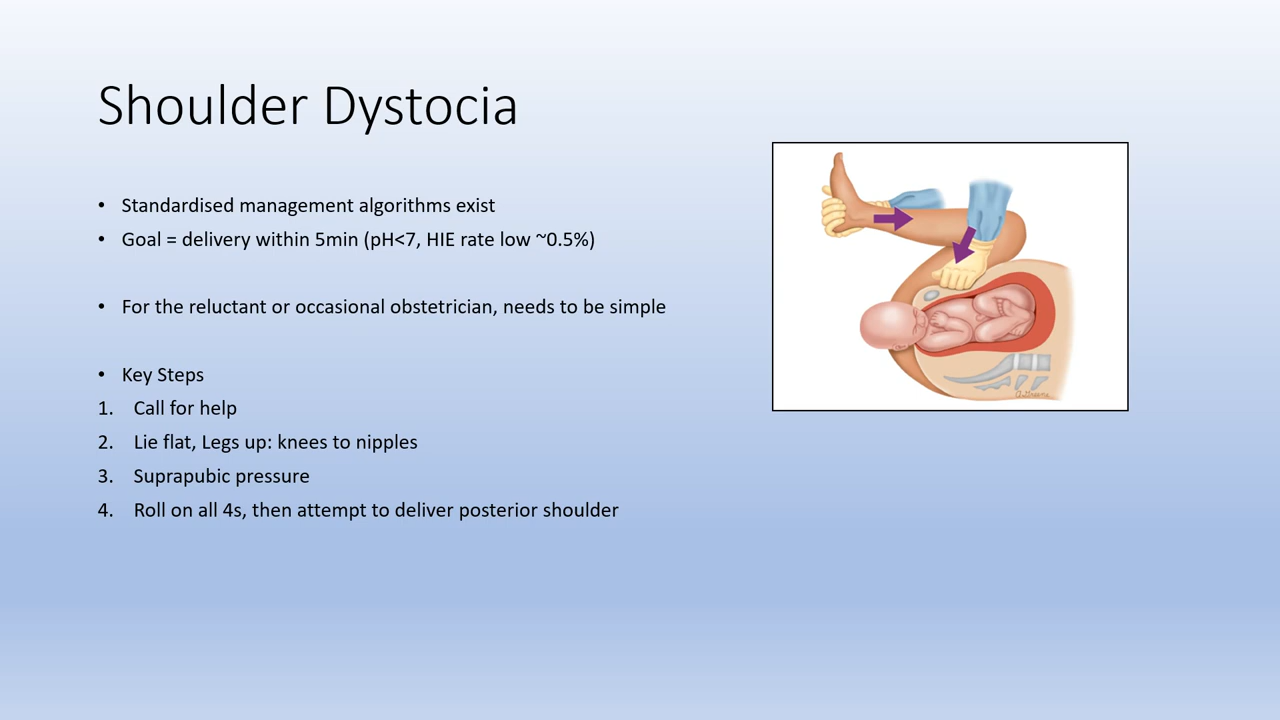 Shoulder Dystocia
• Standardised management algorithms exist
• Goal = delivery within 5min (pH<7, HIE rate low ~0.5%)
• For the reluctant or occasional obstetrician, needs to be simple
• Key Steps
1. Call for help
2. Lie flat, Legs up: knees to nipples
3. Suprapubic pressure
4. Roll on all 4s, then attempt to deliver posterior shoulder